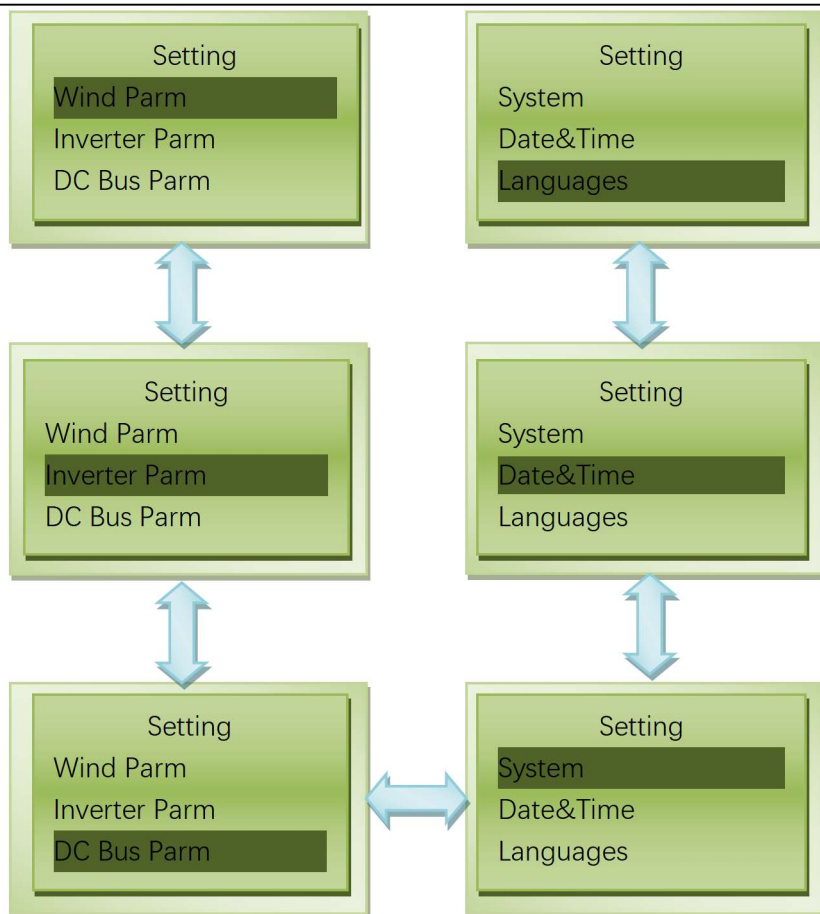 Setting
Wind Parm
Inverter Parm
DC Bus Parm
Setting
System
Date&Time
Languages
Setting
Wind Parm
Inverter Parm
DC Bus Parm
Setting
System
Date&Time
Languages
Setting
Wind Parm
Inverter Parm
DC Bus Parm
Setting
System
Date&Time
Languages